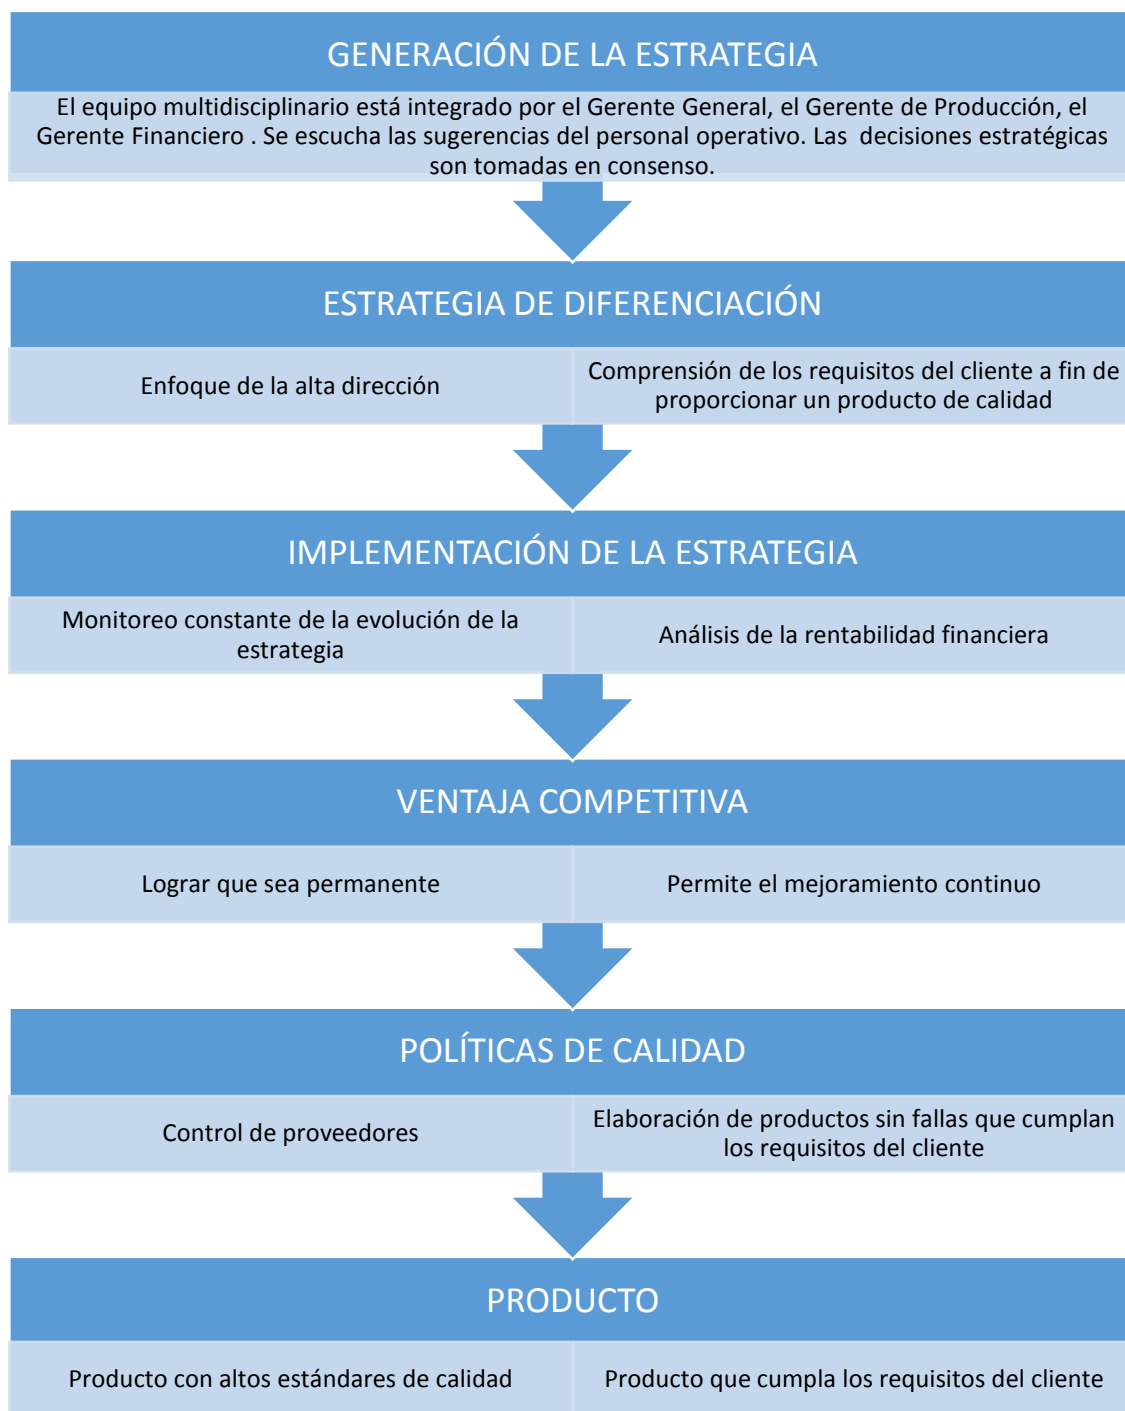 GENERACIÓN DE LA ESTRATEGIA
El equipo multidisciplinario está integrado por el Gerente General, el Gerente de Producción, el
Gerente Financiero . Se escucha las sugerencias del personal operativo. Las  decisiones estratégicas
son tomadas en consenso.
ESTRATEGIA DE DIFERENCIACIÓN
Enfoque de la alta dirección
Comprensión de los requisitos del cliente a fin de
proporcionar un producto de calidad
IMPLEMENTACIÓN DE LA ESTRATEGIA
Monitoreo constante de la evolución de la
estrategia
Análisis de la rentabilidad financiera
VENTAJA COMPETITIVA
Lograr que sea permanente
Permite el mejoramiento continuo
POLÍTICAS DE CALIDAD
Control de proveedores
Elaboración de productos sin fallas que cumplan
los requisitos del cliente
PRODUCTO
Producto con altos estándares de calidad
Producto que cumpla los requisitos del cliente